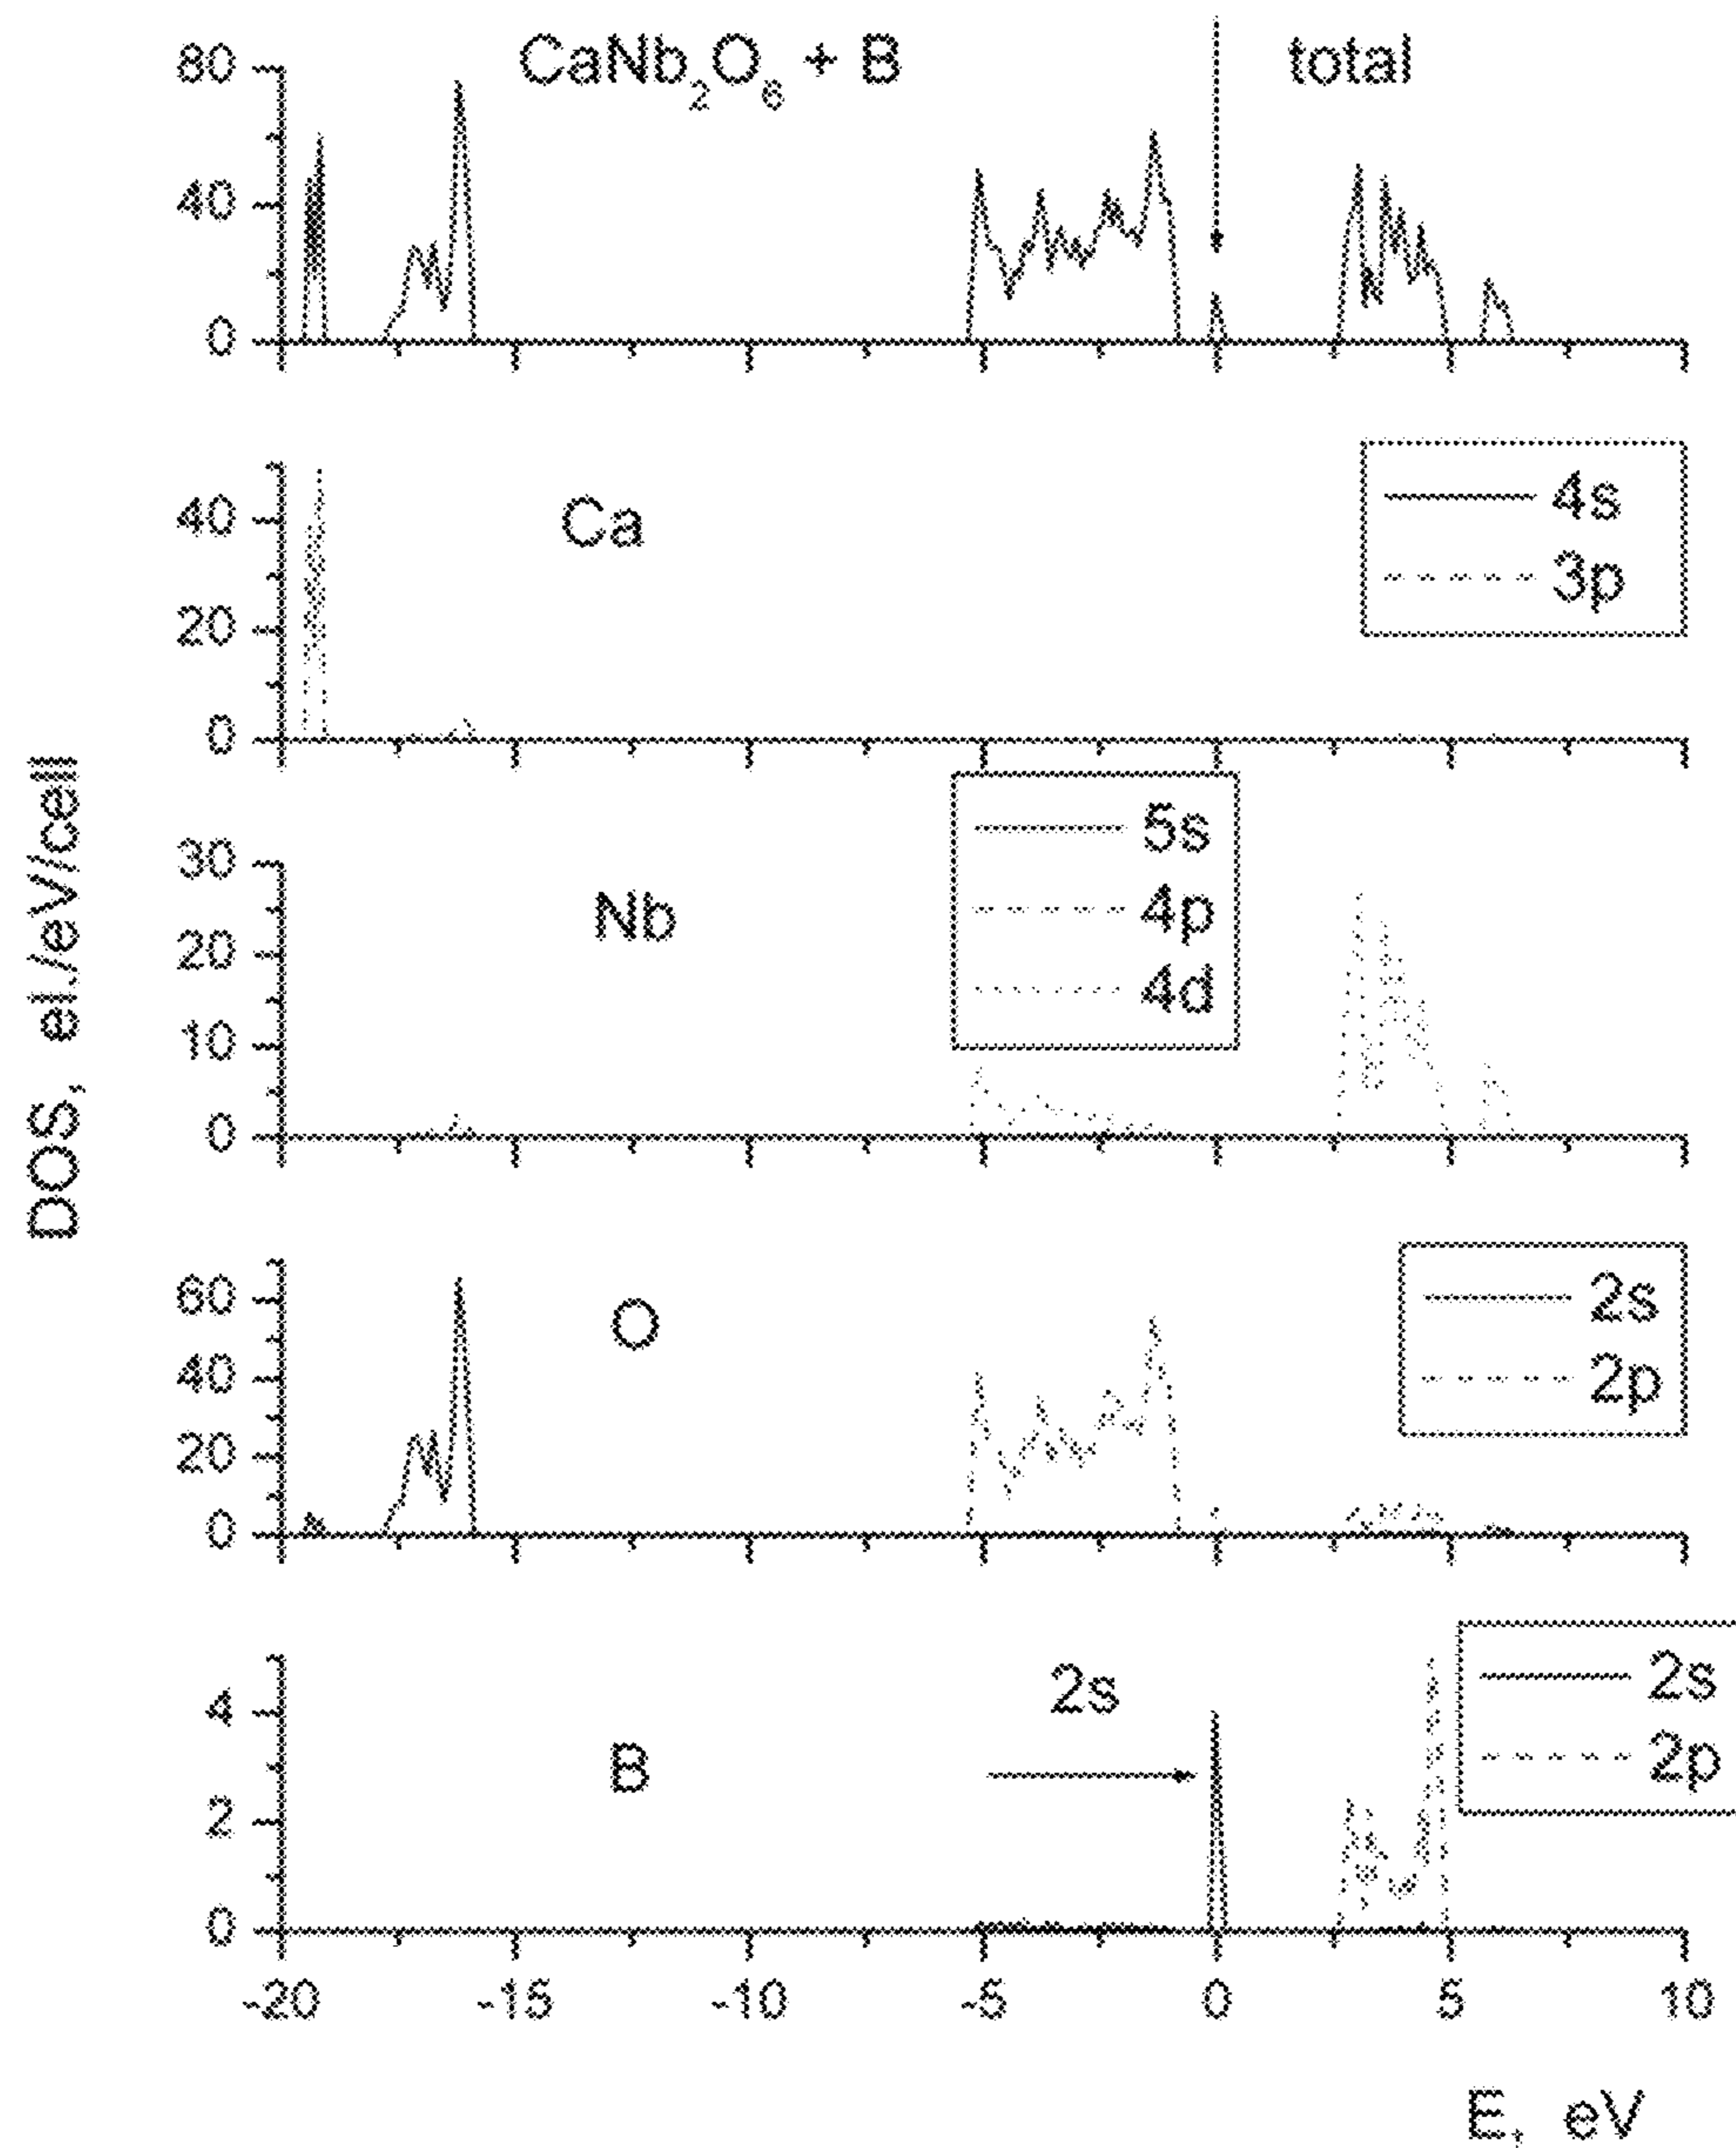 CaNb₂O₆ + B
total
80
40
0
Ca
4s
3p
40
20
0
Nb
5s
4p
4d
30
20
10
0
DOS, el./eV/cell
O
2s
2p
60
40
20
0
B
2s
2s
2p
4
2
0
-20 -15 -10 -5 0 5 10
E, eV